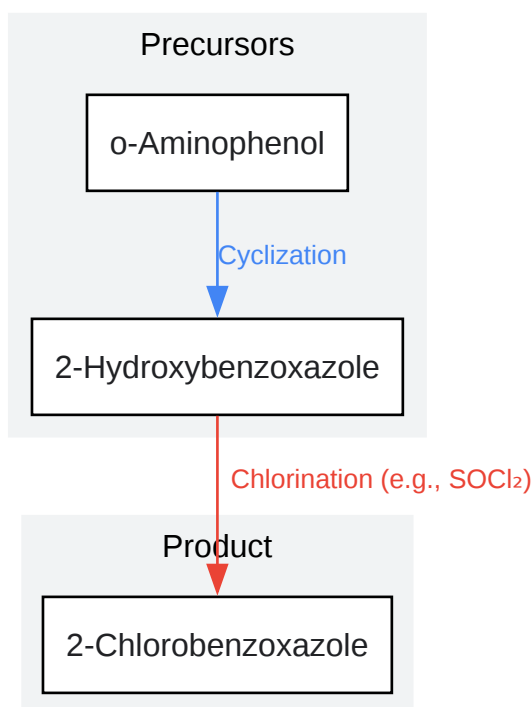 Precursors
o-Aminophenol
Cyclization
2-Hydroxybenzoxazole
Chlorination (e.g., SOCl₂)
Product
2-Chlorobenzoxazole